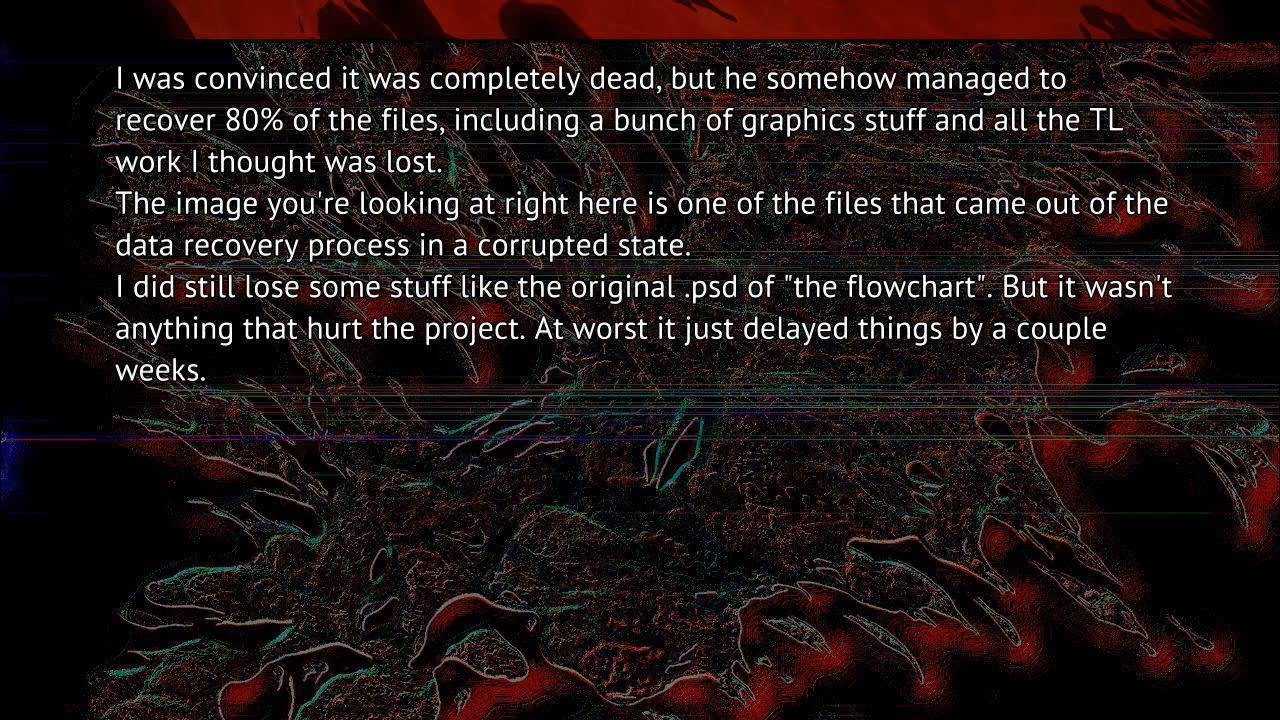 I was convinced it was completely dead, but he somehow managed to
recover 80% of the files, including a bunch of graphics stuff and all the TL
work I thought was lost.
The image you're looking at right here is one of the files that came out of the
data recovery process in a corrupted state.
I did still lose some stuff like the original .psd of "the flowchart". But it wasn't
anything that hurt the project. At worst it just delayed things by a couple
weeks.